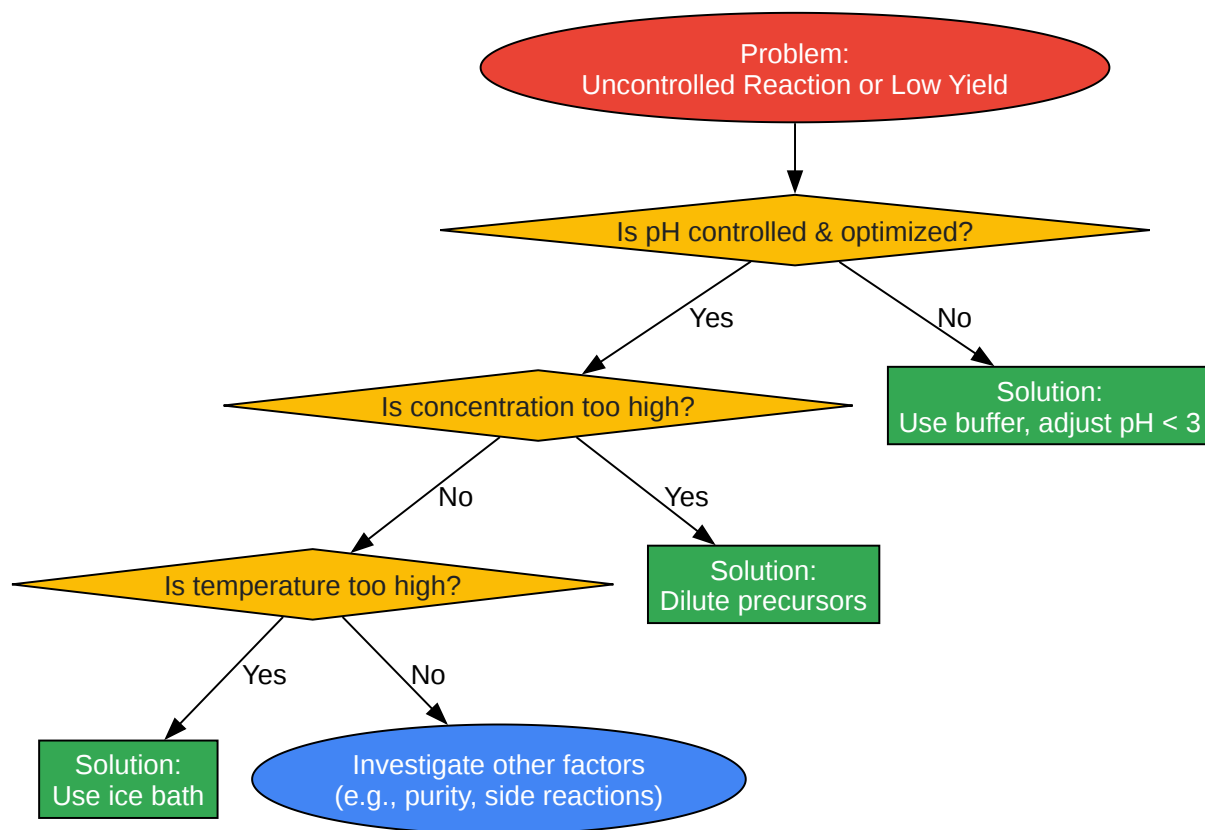 Problem:
Uncontrolled Reaction or Low Yield
Is pH controlled & optimized?
Yes
No
Is concentration too high?
Solution:
Use buffer, adjust pH < 3
No
Yes
Is temperature too high?
Solution:
Dilute precursors
Yes
No
Solution:
Use ice bath
Investigate other factors
(e.g., purity, side reactions)